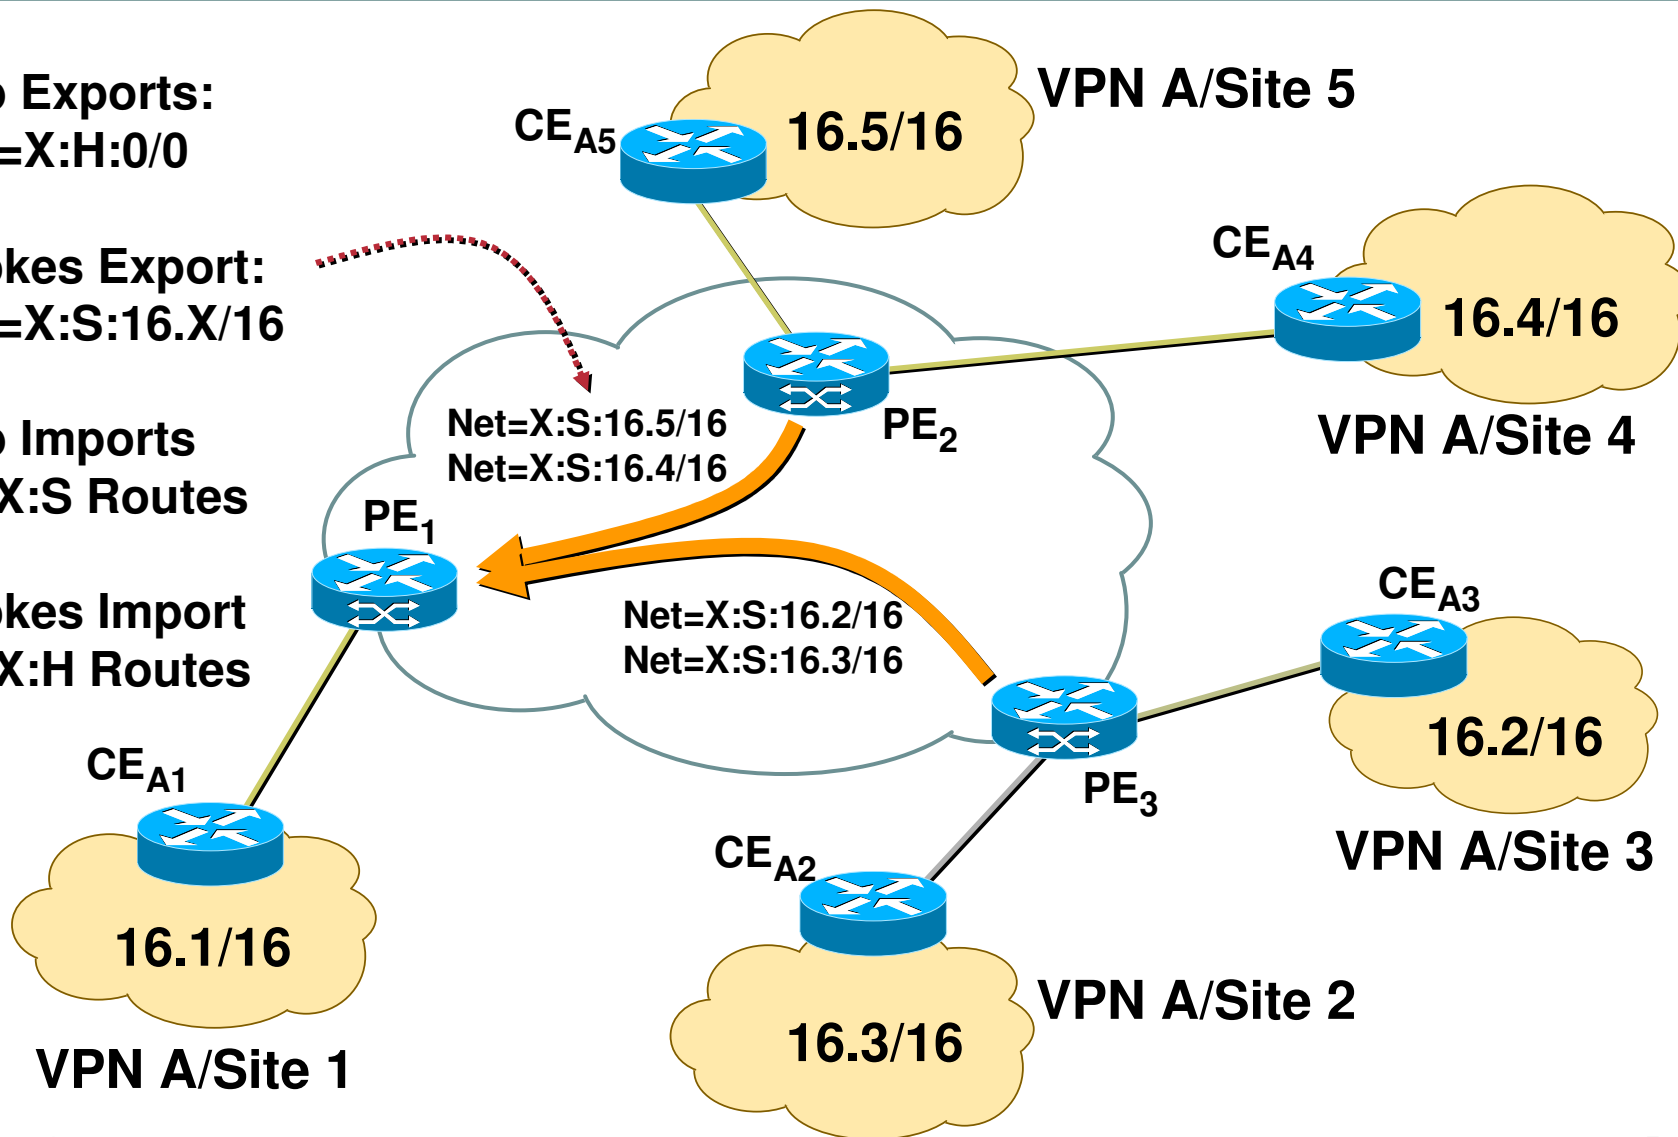 o Exports:
=X:H:0/0
okes Export:
=X:S:16.X/16
o Imports
X:S Routes
okes Import
X:H Routes
VPN A/Site 5
CEA5
16.5/16
CEA4
16.4/16
VPN A/Site 4
Net=X:S:16.5/16
Net=X:S:16.4/16
PE2
PE1
Net=X:S:16.2/16
Net=X:S:16.3/16
CEA3
16.2/16
PE3
VPN A/Site 3
CEA1
16.1/16
VPN A/Site 1
CEA2
16.3/16
VPN A/Site 2